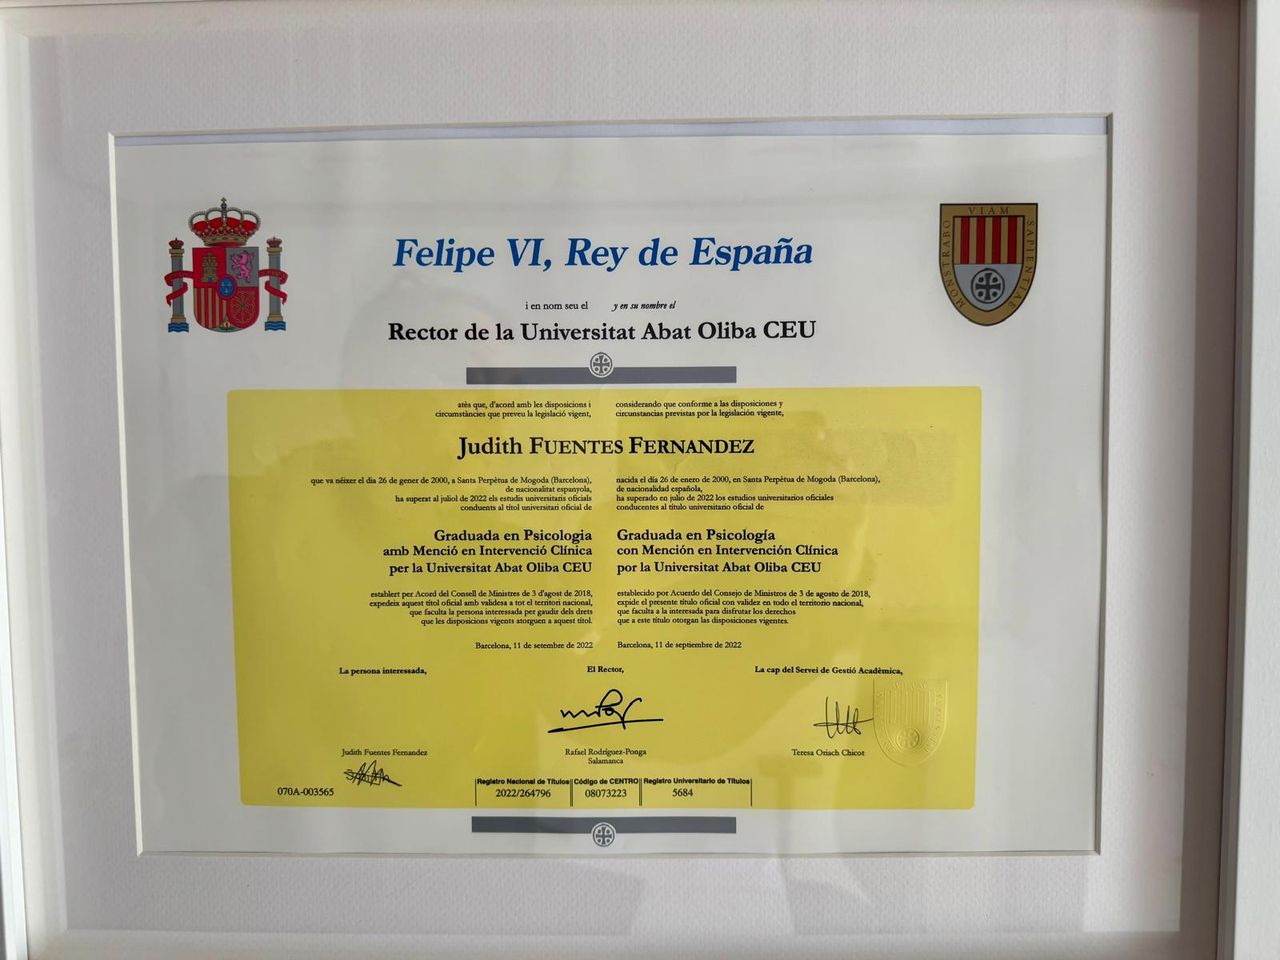 Felipe VI, Rey de España
VIAM
MONSTRABO
SAPIENTIAE
i en nom seu el
y en su nombre el
Rector de la Universitat Abat Oliba CEU
atès que, d'acord amb les disposicions i
circumstàncies que preveu la legislació vigent,
considerando que conforme a las disposiciones y
circunstancias previstas por la legislación vigente,
Judith FUENTES FERNANDEZ
que va néixer el dia 26 de gener de 2000, a Santa Perpètua de Mogoda (Barcelona),
de nacionalitat espanyola,
ha superat al juliol de 2022 els estudis universitaris oficials
conduents al títol universitari oficial de
nacida el día 26 de enero de 2000, en Santa Perpètua de Mogoda (Barcelona),
de nacionalidad española,
ha superado en julio de 2022 los estudios universitarios oficiales
conducentes al título universitario oficial de
Graduada en Psicologia
amb Menció en Intervenció Clínica
per la Universitat Abat Oliba CEU
Graduada en Psicología
con Mención en Intervención Clínica
por la Universitat Abat Oliba CEU
establert per Acord del Consell de Ministres de 3 d'agost de 2018,
expedeix aquest títol oficial amb validesa a tot el territori nacional,
que faculta la persona interessada per gaudir dels drets
que les disposicions vigents atorguen a aquest títol.
establecido por Acuerdo del Consejo de Ministros de 3 de agosto de 2018,
expide el presente título oficial con validez en todo el territorio nacional,
que faculta a la interesada para disfrutar los derechos
que a este título otorgan las disposiciones vigentes.
Barcelona, 11 de setembre de 2022
Barcelona, 11 de septiembre de 2022
La persona interessada,
El Rector,
La cap del Servei de Gestió Acadèmica,
Judith Fuentes Fernandez
Rafael Rodríguez-Ponga
Salamanca
Teresa Oriach Chicot
070A-003565
Registro Nacional de Títulos
2022/264796
Código de CENTRO
08073223
Registro Universitario de Títulos
5684